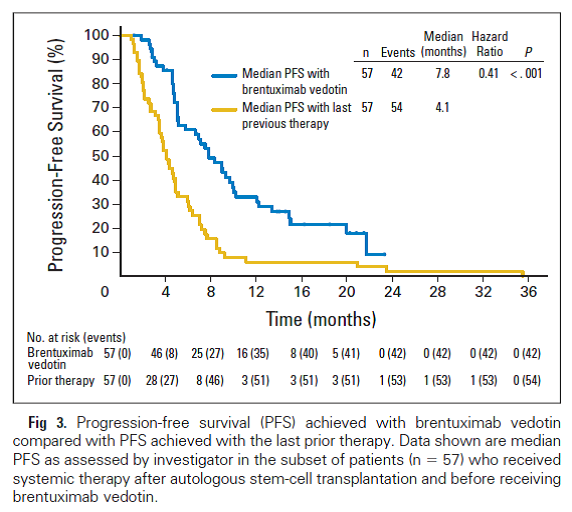 Progression-Free Survival (%)
100
90
80
70
60
50
40
30
20
10
Median Hazard
n Events (months) Ratio P
Median PFS with 57 42 7.8 0.41 <.001
brentuximab vedotin
Median PFS with last 57 54 4.1
previous therapy
0 4 8 12 16 20 24 28 32 36
Time (months)
No. at risk (events)
Brentuximab 57 (0) 46 (8) 25 (27) 16 (35) 8 (40) 5 (41) 0 (42) 0 (42) 0 (42) 0 (42)
vedotin
Prior therapy 57 (0) 28 (27) 8 (46) 3 (51) 3 (51) 3 (51) 1 (53) 1 (53) 1 (53) 0 (54)
Fig 3. Progression-free survival (PFS) achieved with brentuximab vedotin
compared with PFS achieved with the last prior therapy. Data shown are median
PFS as assessed by investigator in the subset of patients (n = 57) who received
systemic therapy after autologous stem-cell transplantation and before receiving
brentuximab vedotin.